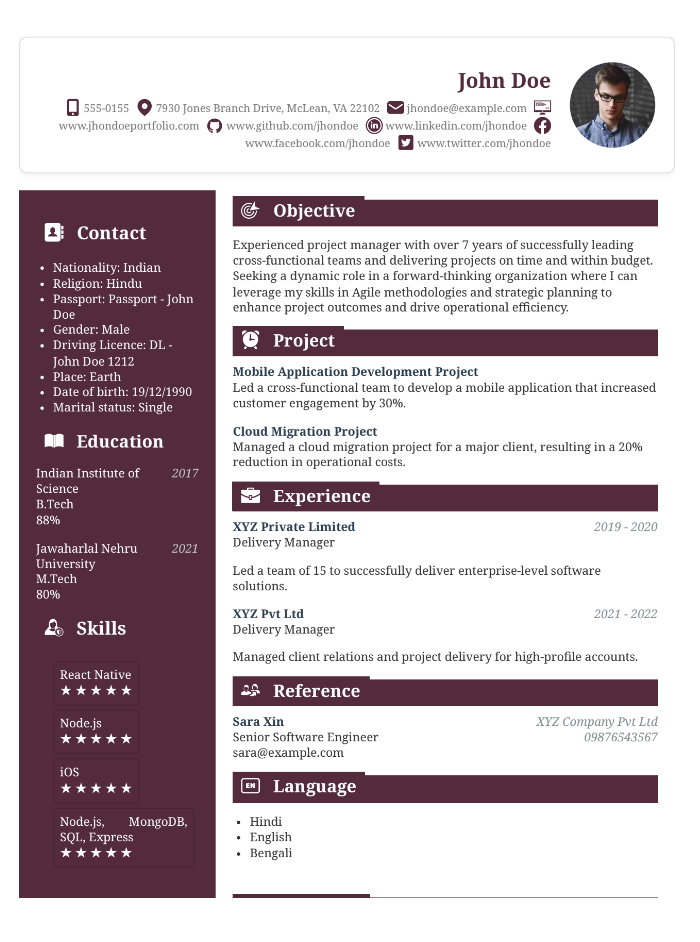 John Doe
555-0155 7930 Jones Branch Drive, McLean, VA 22102 jhondoe@example.com
www.jhondoeportfolio.com www.github.com/jhondoe www.linkedin.com/jhondoe
www.facebook.com/jhondoe www.twitter.com/jhondoe
Contact
• Nationality: Indian
• Religion: Hindu
• Passport: Passport - John
Doe
• Gender: Male
• Driving Licence: DL -
John Doe 1212
• Place: Earth
• Date of birth: 19/12/1990
• Marital status: Single
Education
Indian Institute of 2017
Science
B.Tech
88%
Jawaharlal Nehru 2021
University
M.Tech
80%
Skills
React Native
★★★★★
Node.js
★★★★★
iOS
★★★★★
Node.js, MongoDB,
SQL, Express
★★★★★
Objective
Experienced project manager with over 7 years of successfully leading
cross-functional teams and delivering projects on time and within budget.
Seeking a dynamic role in a forward-thinking organization where I can
leverage my skills in Agile methodologies and strategic planning to
enhance project outcomes and drive operational efficiency.
Project
Mobile Application Development Project
Led a cross-functional team to develop a mobile application that increased
customer engagement by 30%.
Cloud Migration Project
Managed a cloud migration project for a major client, resulting in a 20%
reduction in operational costs.
Experience
XYZ Private Limited 2019 - 2020
Delivery Manager
Led a team of 15 to successfully deliver enterprise-level software
solutions.
XYZ Pvt Ltd 2021 - 2022
Delivery Manager
Managed client relations and project delivery for high-profile accounts.
Reference
Sara Xin XYZ Company Pvt Ltd
Senior Software Engineer 09876543567
sara@example.com
EN Language
• Hindi
• English
• Bengali